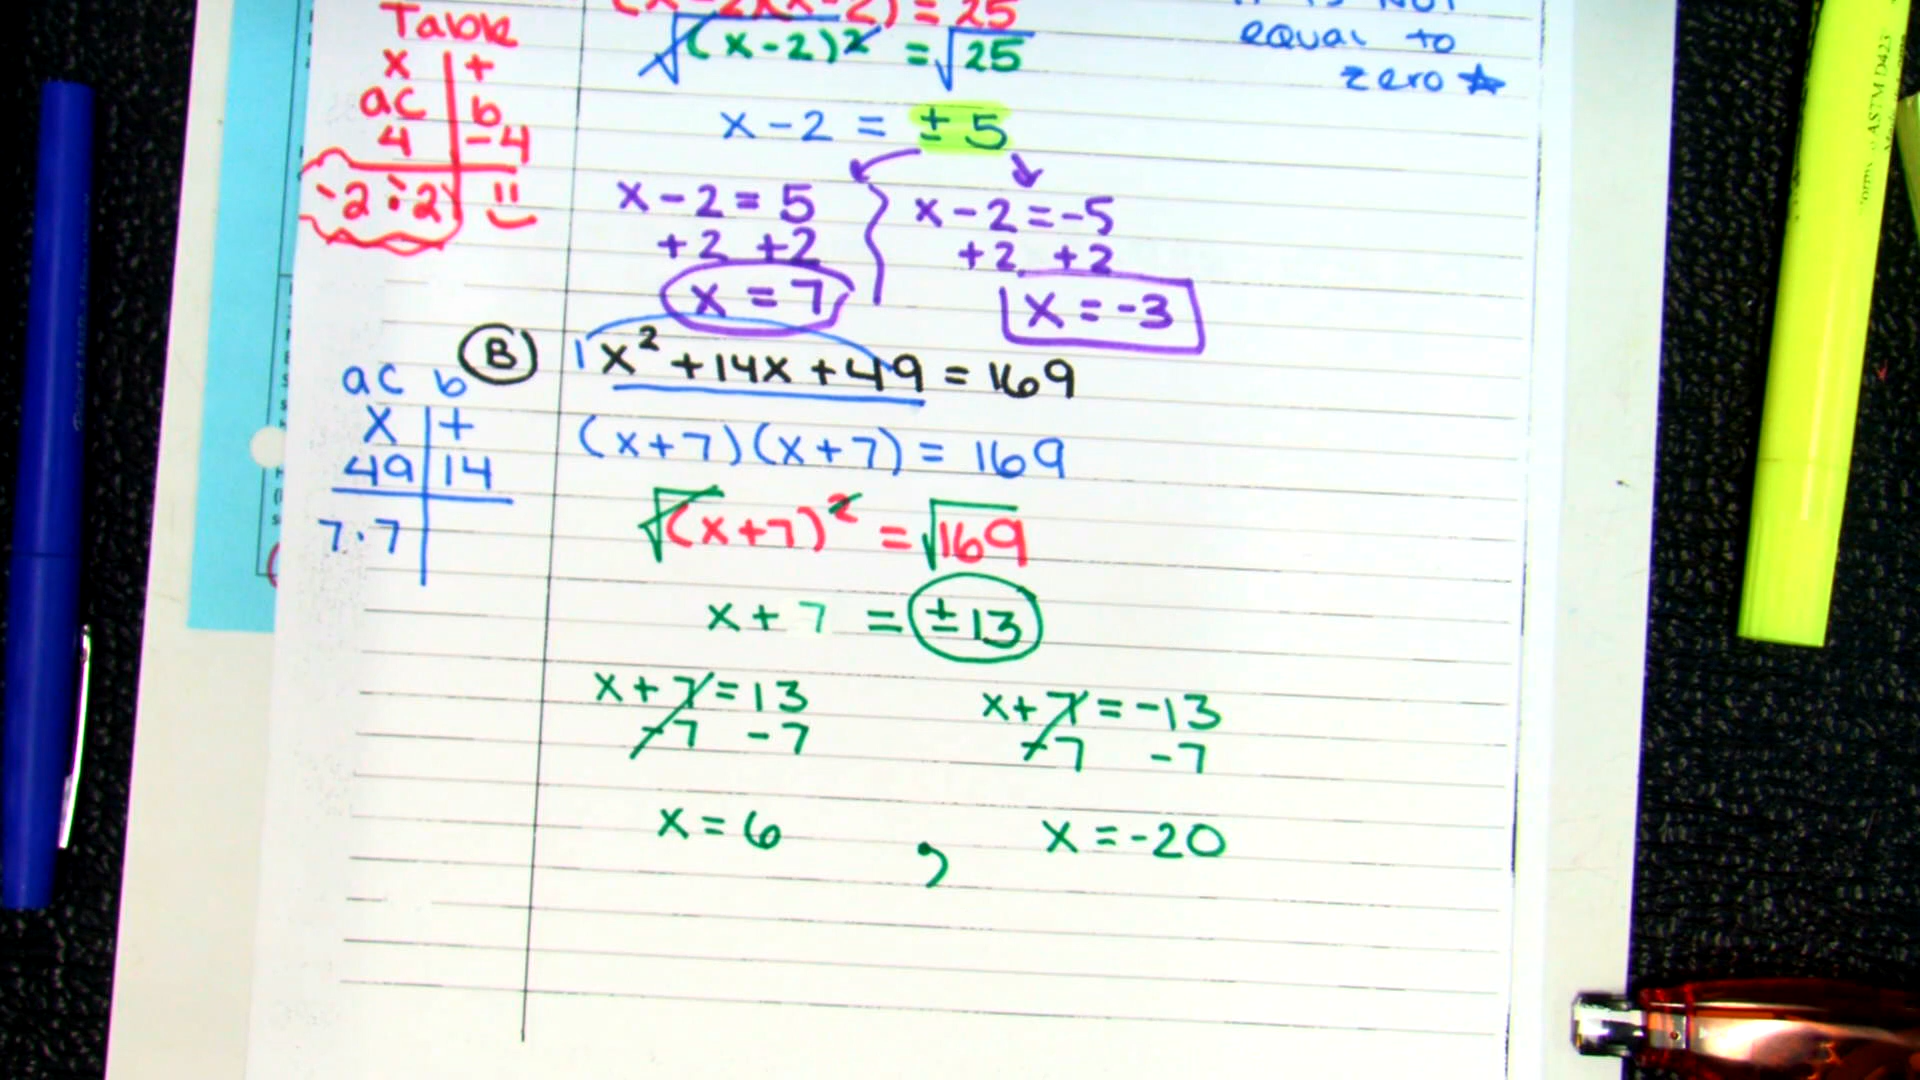 Table
x | +
ac | b
4 | -4
-2 · -2
= 25
√(x-2)² = √25
equal to
zero ☆
x - 2 = ± 5
x - 2 = 5
+2 +2
x = 7
x - 2 = -5
+2 +2
x = -3
B 1x² + 14x + 49 = 169
ac b
x | +
49 | 14
7 · 7
(x+7)(x+7) = 169
√(x+7)² = √169
x + 7 = ±13
x + 7 = 13
-7 -7
x = 6
,
x + 7 = -13
-7 -7
x = -20